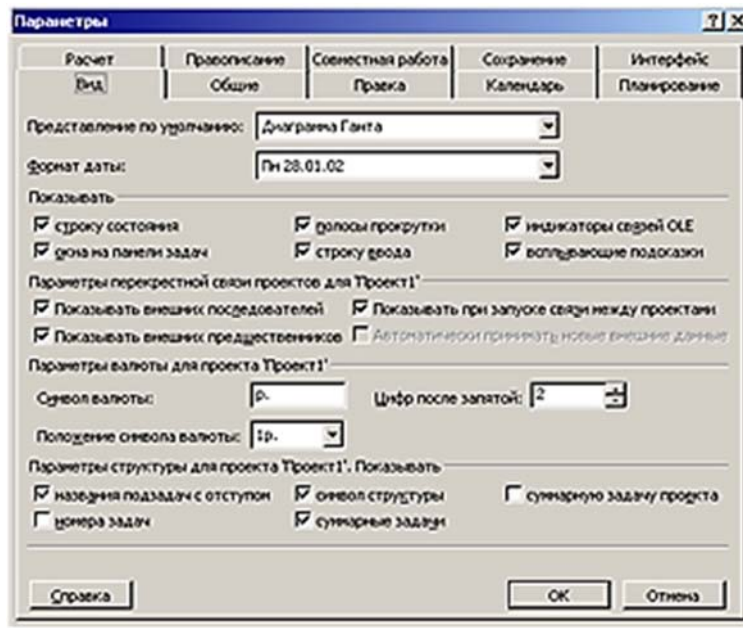 Параметры
Расчет Правописание Совместная работа Сохранение Интерфейс
Вид Общие Правка Календарь Планирование
Представление по умолчанию: Диаграмма Ганта
Формат даты: Пн 28.01.02
Показывать
строку состояния полосы прокрутки индикаторы связей OLE
окна на панели задач строку ввода всплывающие подсказки
Параметры перекрестной связи проектов для 'Проект1'
Показывать внешних последователей Показывать при запуске связи между проектами
Показывать внешних предшественников Автоматически принимать новые внешние данные
Параметры валюты для проекта 'Проект1'
Символ валюты: р. Цифр после запятой: 2
Положение символа валюты: 1р.
Параметры структуры для проекта 'Проект1'. Показывать
названия подзадач с отступом символ структуры суммарную задачу проекта
номера задач суммарные задачи
Справка ОК Отмена